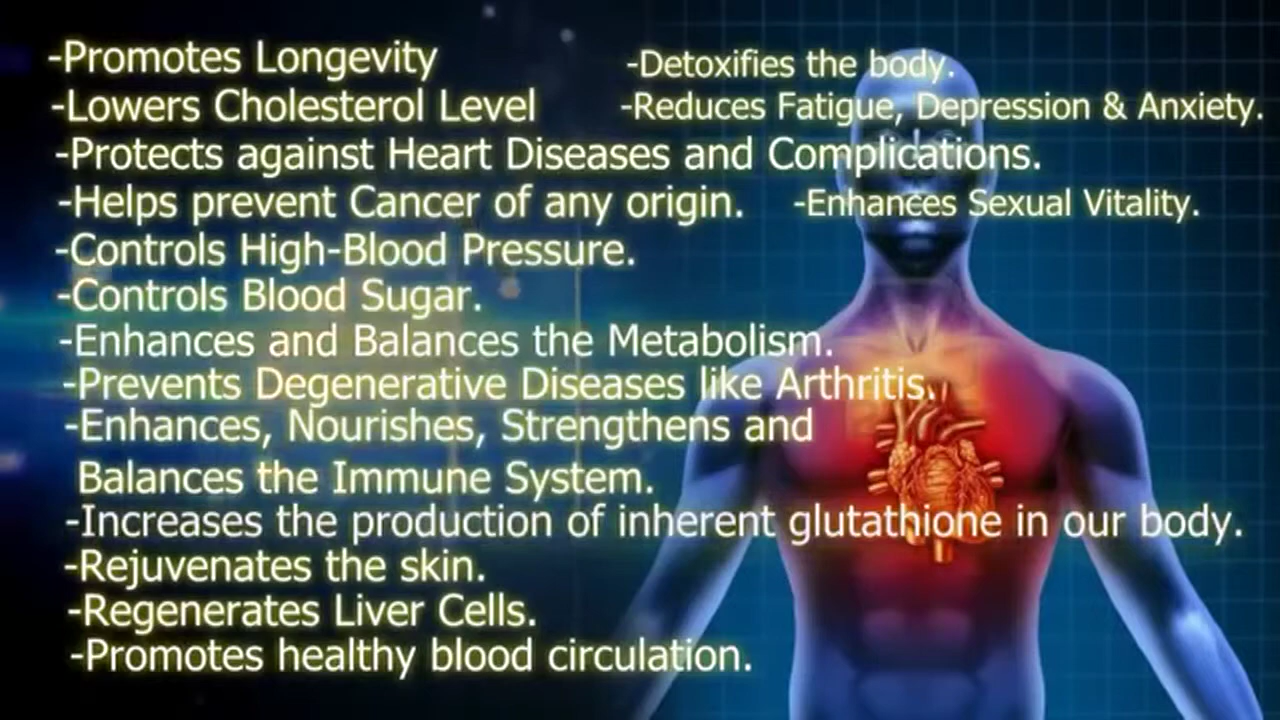 -Promotes Longevity
-Detoxifies the body.
-Lowers Cholesterol Level
-Reduces Fatigue, Depression & Anxiety.
-Protects against Heart Diseases and Complications.
-Helps prevent Cancer of any origin.
-Enhances Sexual Vitality.
-Controls High-Blood Pressure.
-Controls Blood Sugar.
-Enhances and Balances the Metabolism.
-Prevents Degenerative Diseases like Arthritis.
-Enhances, Nourishes, Strengthens and
Balances the Immune System.
-Increases the production of inherent glutathione in our body.
-Rejuvenates the skin.
-Regenerates Liver Cells.
-Promotes healthy blood circulation.